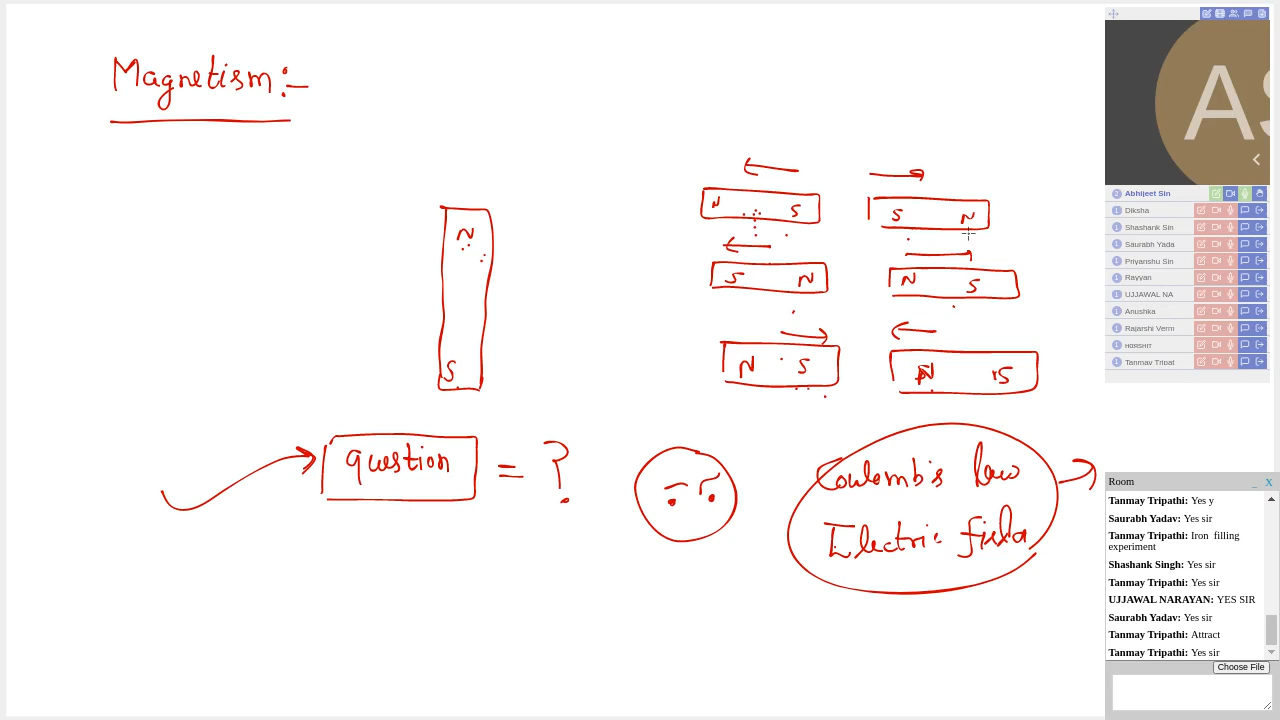 Magnetism:-
N S
S N
S N
N S
N S
N S
N
S
question = ?
Coulomb's law
Electric field
AS
Abhijeet Sin
Diksha
Shashank Sin
Saurabh Yada
Priyanshu Sin
Rayyan
UJJAWAL NA
Anushka
Rajarshi Verm
HORSHIT
Tanmay Tripat
Room _ X
Tanmay Tripathi: Yes y
Saurabh Yadav: Yes sir
Tanmay Tripathi: Iron filling
experiment
Shashank Singh: Yes sir
Tanmay Tripathi: Yes sir
UJJAWAL NARAYAN: YES SIR
Saurabh Yadav: Yes sir
Tanmay Tripathi: Attract
Tanmay Tripathi: Yes sir
Choose File